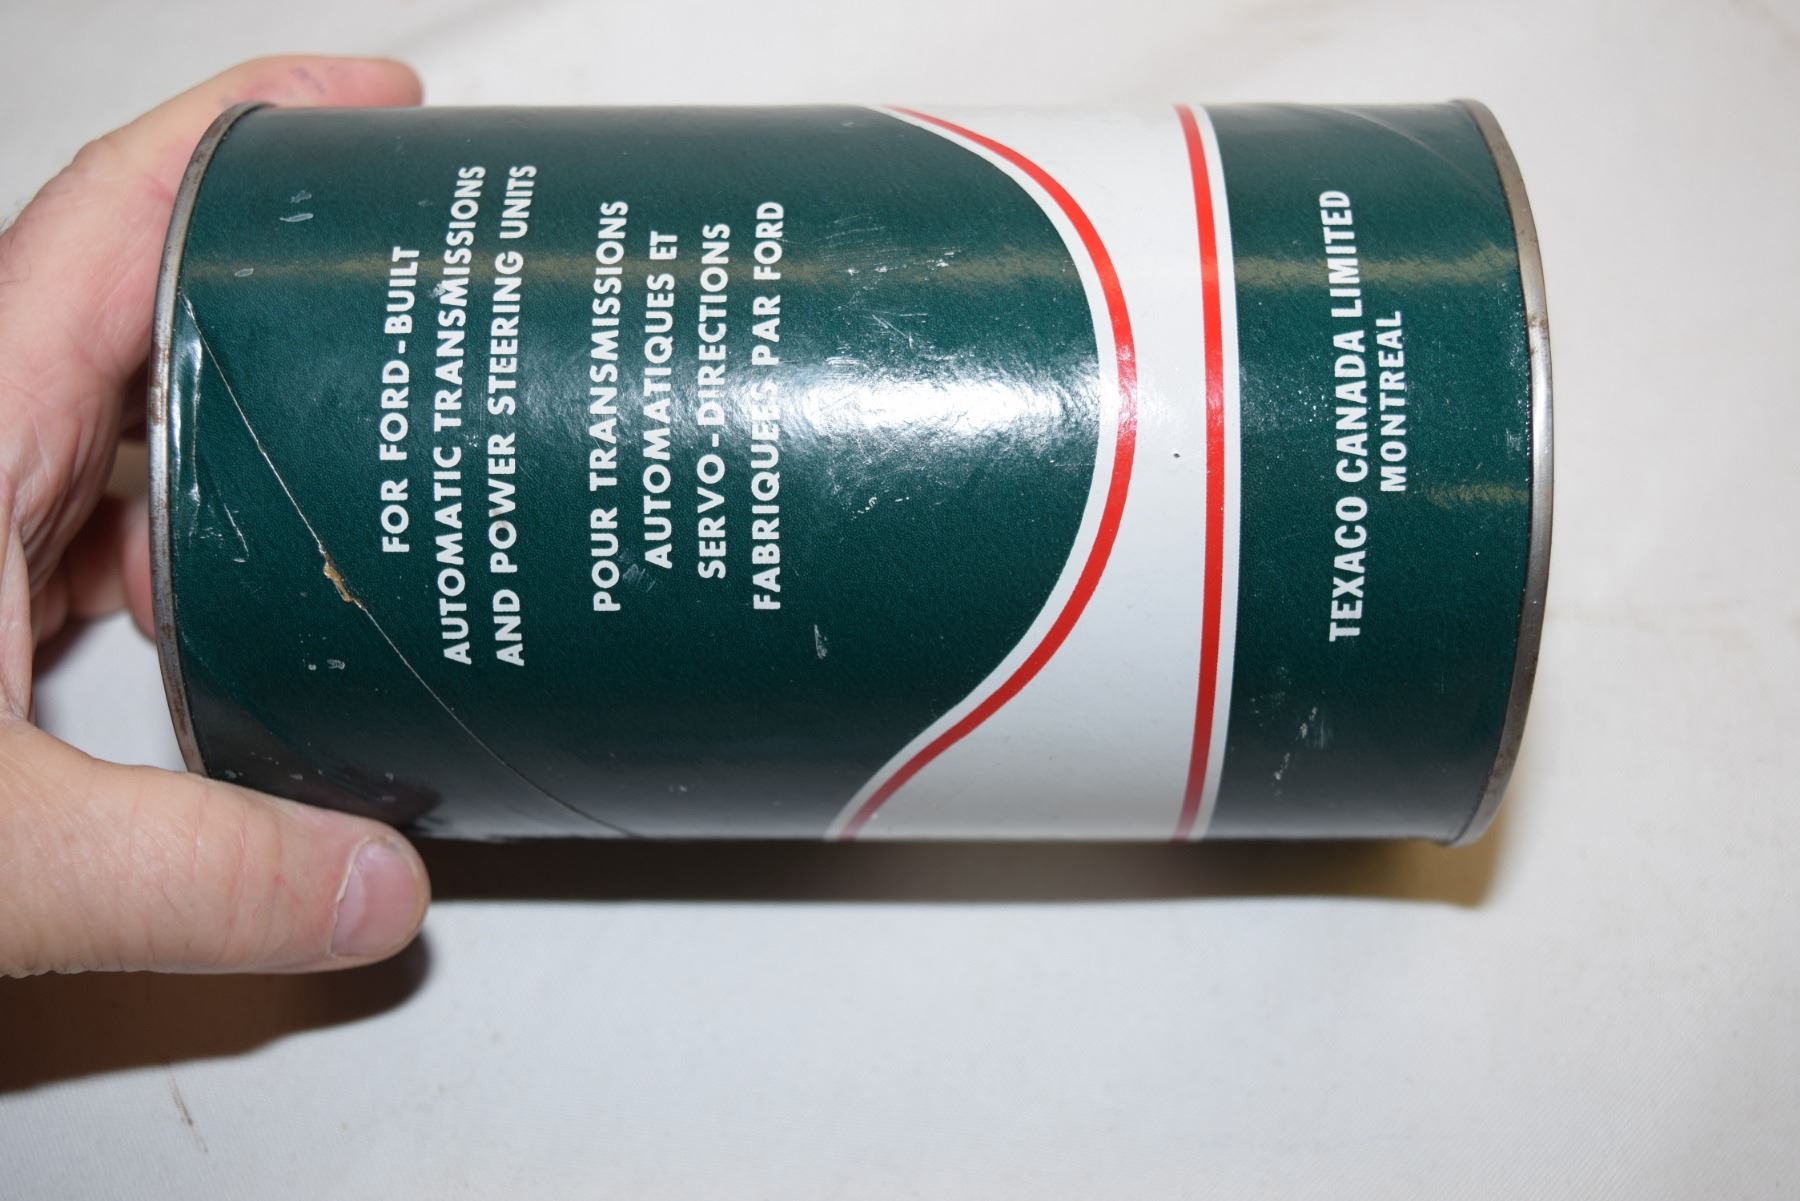 FOR FORD-BUILT
AUTOMATIC TRANSMISSIONS
AND POWER STEERING UNITS
POUR TRANSMISSIONS
AUTOMATIQUES ET
SERVO-DIRECTIONS
FABRIQUEES PAR FORD
TEXACO CANADA LIMITED
MONTREAL